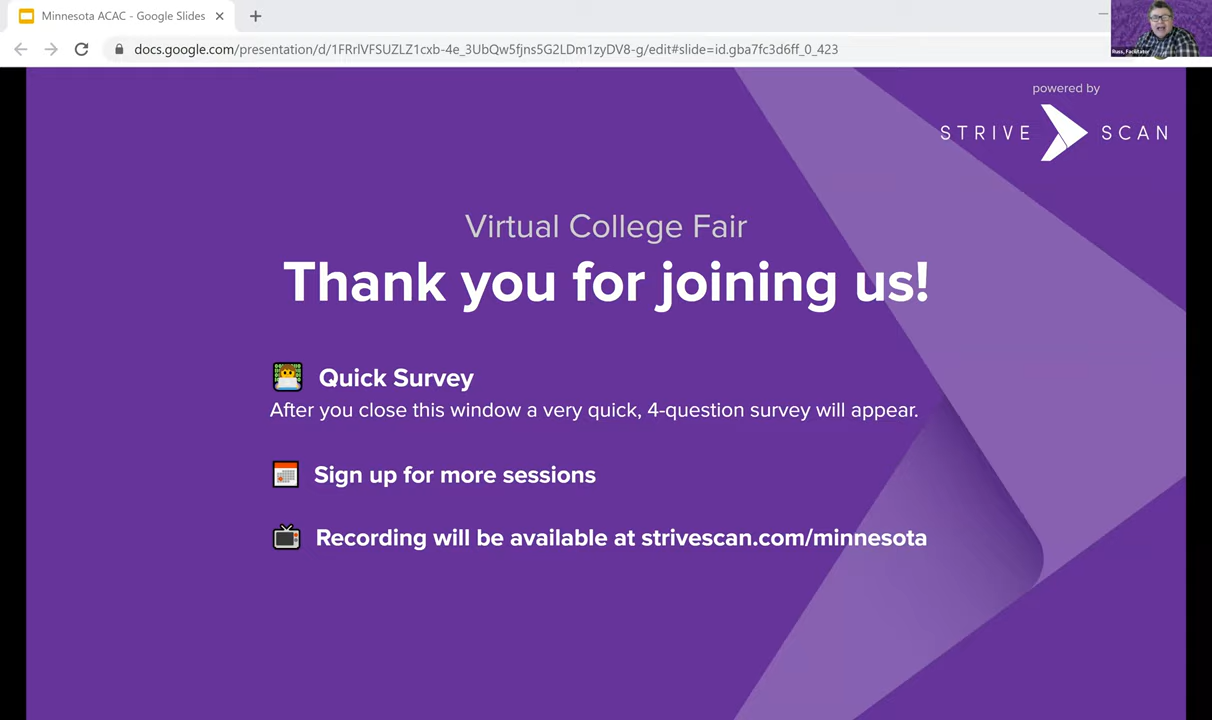 Minnesota ACAC - Google Slides
docs.google.com/presentation/d/1FRrlVFSUZLZ1cxb-4e_3UbQw5fjns5G2LDm1zyDV8-g/edit#slide=id.gba7fc3d6ff_0_423
Russ, Facilitator
powered by
STRIVE SCAN
Virtual College Fair
Thank you for joining us!
Quick Survey
After you close this window a very quick, 4-question survey will appear.
Sign up for more sessions
Recording will be available at strivescan.com/minnesota